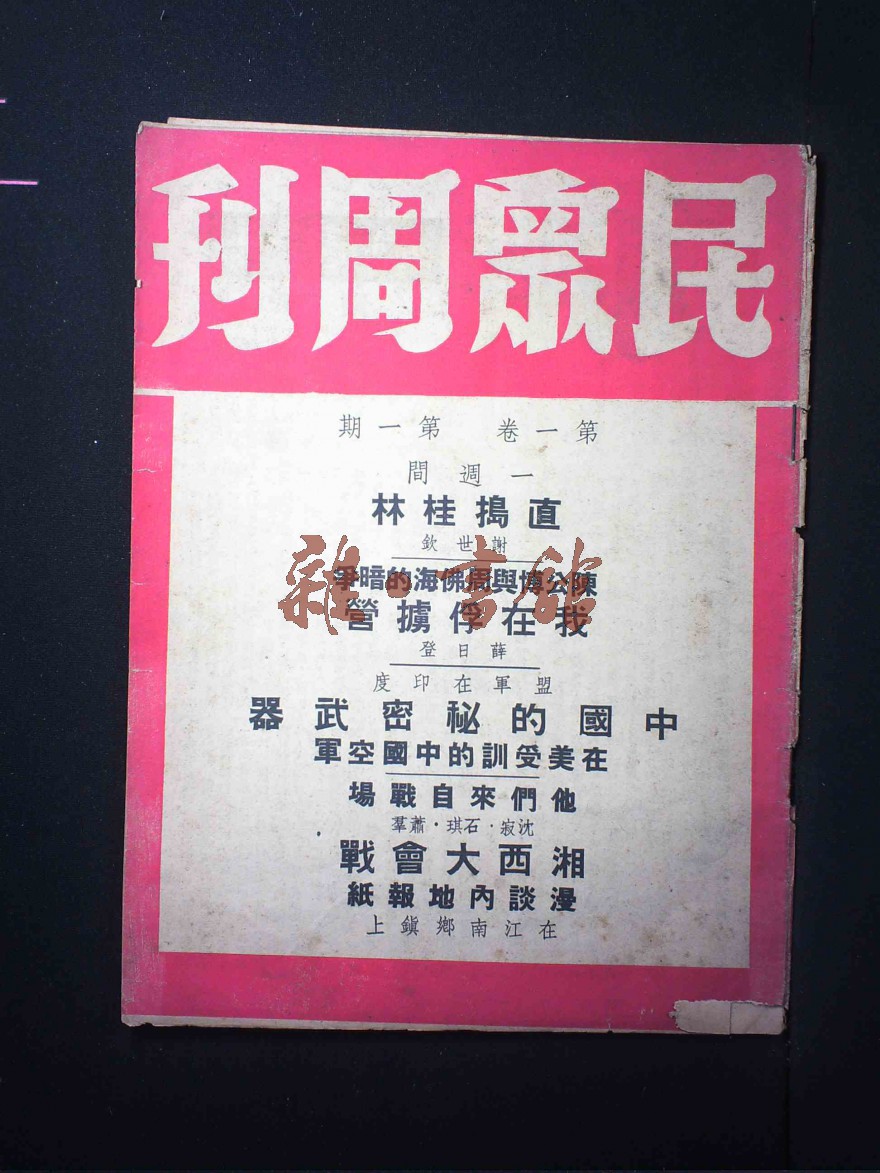 民眾周刊
第一卷 第一期
一週間
直搗桂林
謝世欽
陳公博與周佛海的暗爭
我在俘擄營
薛日登
盟軍在印度
中國的秘密武器
在美受訓的中國空軍
他們來自戰場
沈寂·石琪·蕭羣
湘西大會戰
漫談內地報紙
在江南鄉鎭上
雜·書館